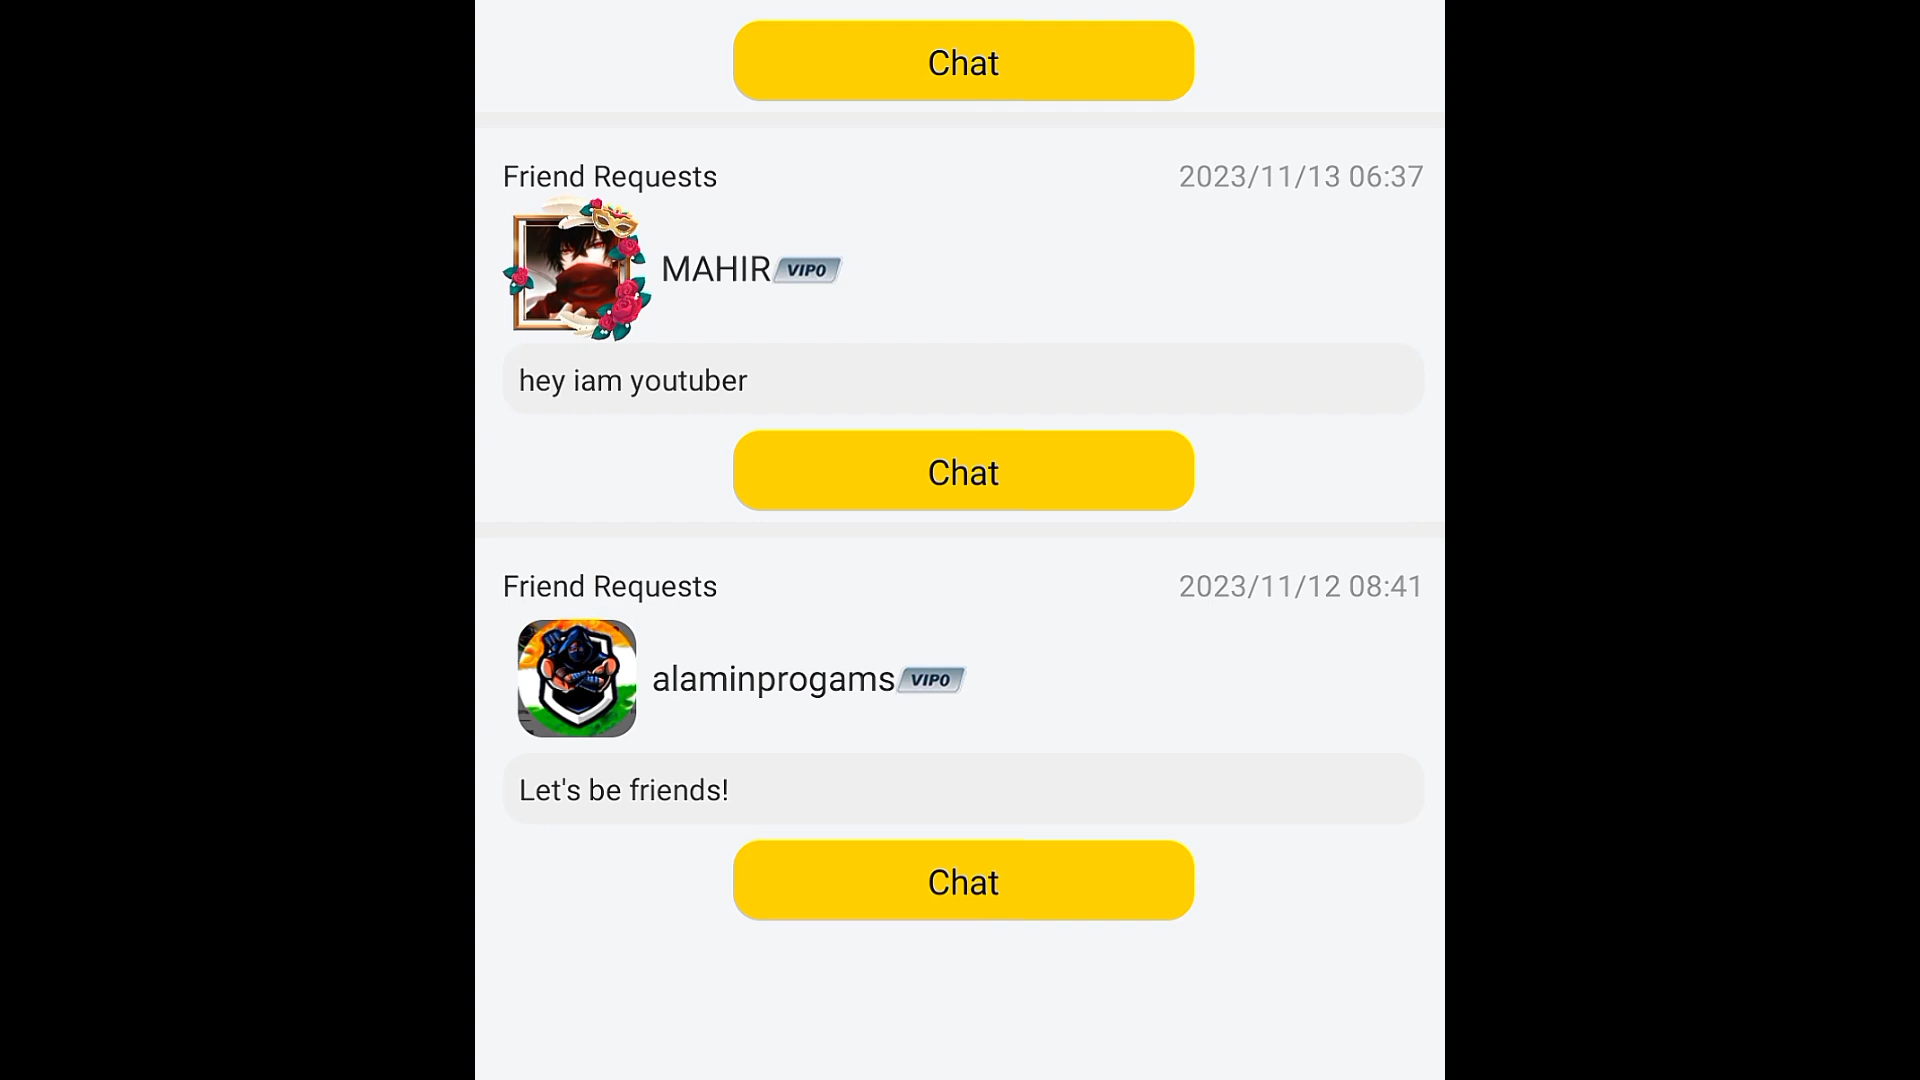 Chat
Friend Requests 2023/11/13 06:37
MAHIR VIP0
hey iam youtuber
Chat
Friend Requests 2023/11/12 08:41
alaminprogams VIP0
Let's be friends!
Chat